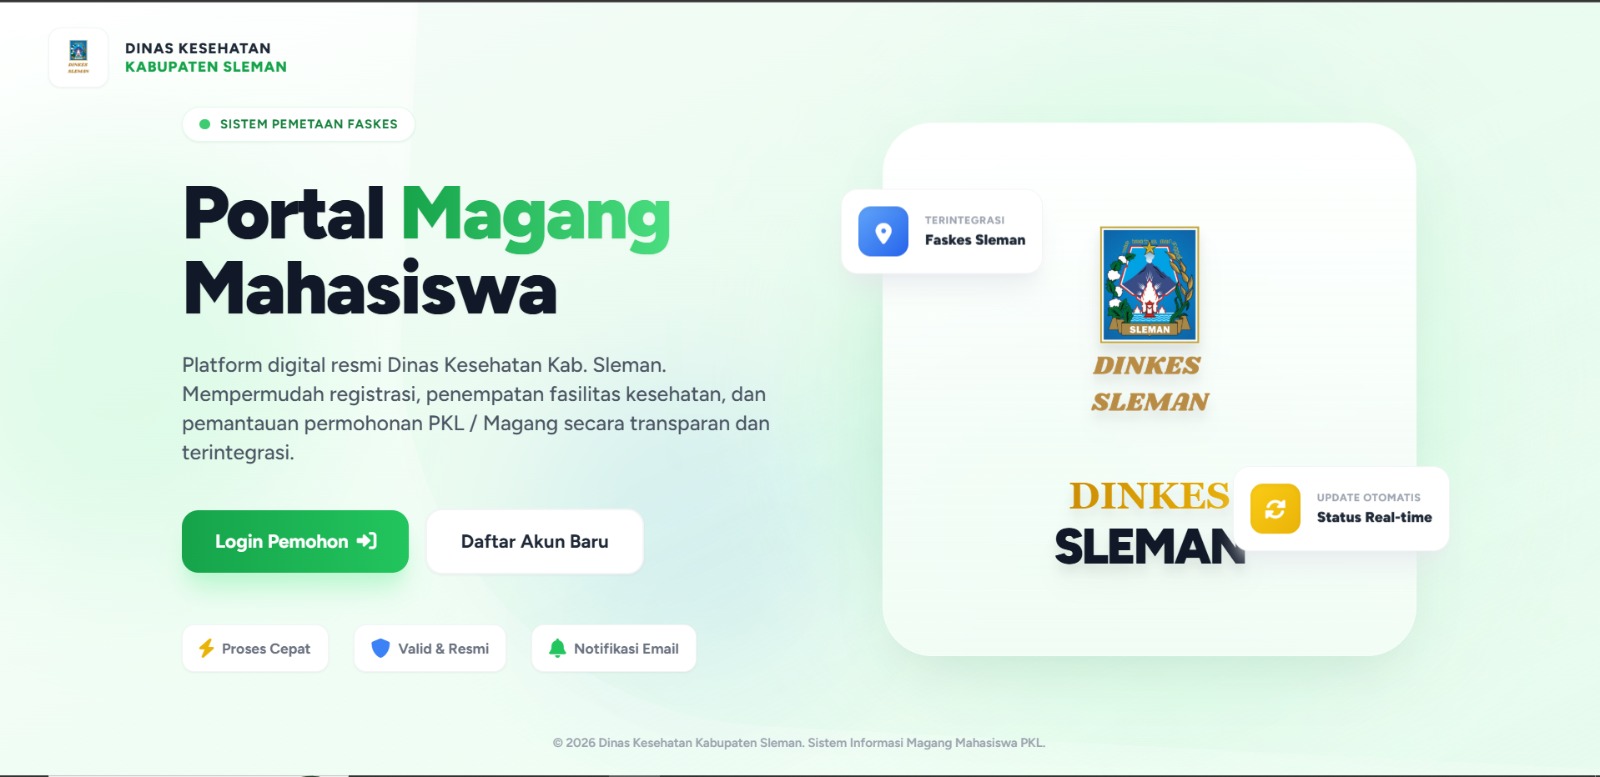 DINKES
SLEMAN
DINAS KESEHATAN
KABUPATEN SLEMAN
SISTEM PEMETAAN FASKES
Portal Magang
Mahasiswa
Platform digital resmi Dinas Kesehatan Kab. Sleman.
Mempermudah registrasi, penempatan fasilitas kesehatan, dan
pemantauan permohonan PKL / Magang secara transparan dan
terintegrasi.
Login Pemohon
Daftar Akun Baru
Proses Cepat
Valid & Resmi
Notifikasi Email
TERINTEGRASI
Faskes Sleman
SLEMAN
DINKES
SLEMAN
DINKES
SLEMAN
UPDATE OTOMATIS
Status Real-time
© 2026 Dinas Kesehatan Kabupaten Sleman. Sistem Informasi Magang Mahasiswa PKL.